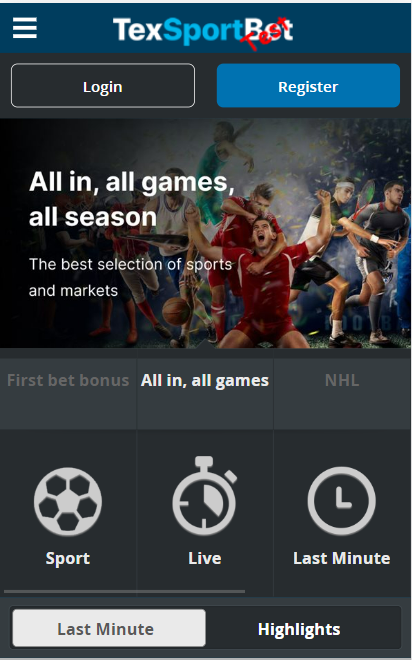 TexSportBet
Test
Login
Register
All in, all games,
all season
The best selection of sports
and markets
First bet bonus
All in, all games
NHL
Sport
Live
Last Minute
Last Minute
Highlights